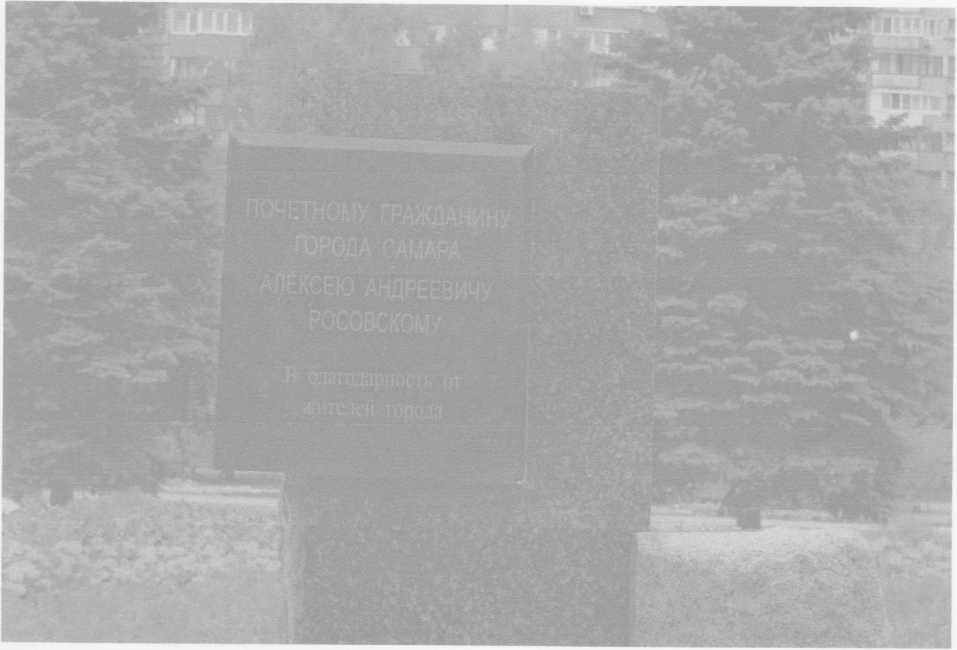 ПОЧЕТНОМУ ГРАЖДАНИНУ
ГОРОДА САМАРА
АЛЕКСЕЮ АНДРЕЕВИЧУ
РОСОВСКОМУ
В благодарность от
жителей города